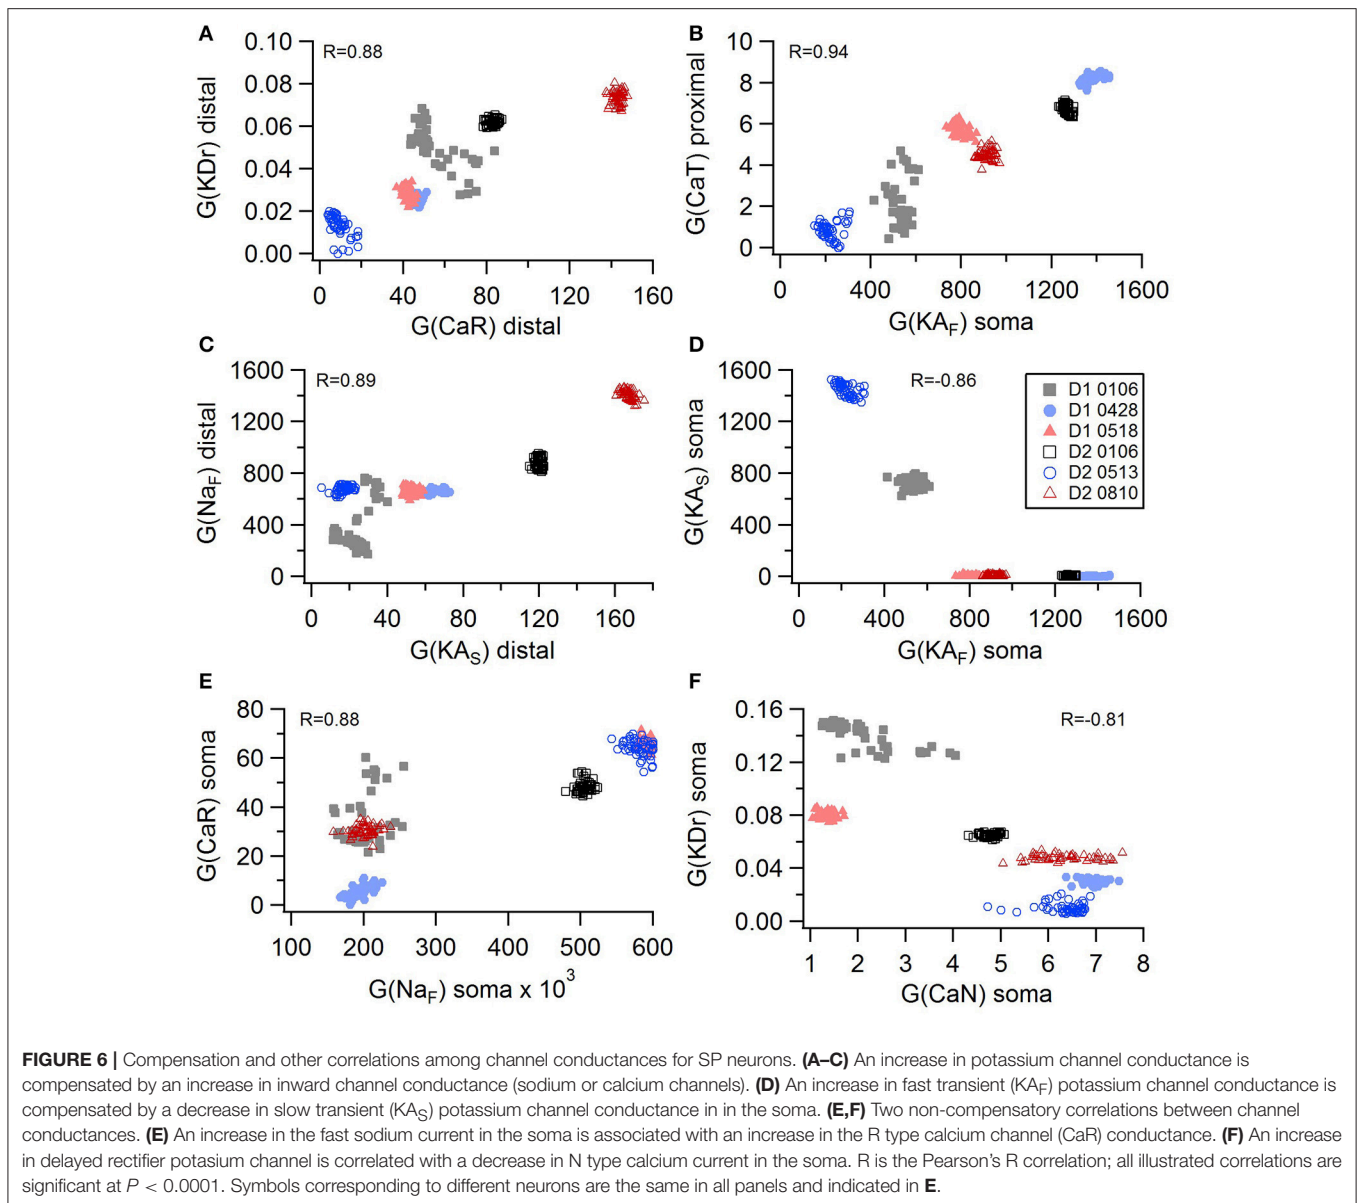 A
R=0.88
G(KDr) distal
0.10
0.08
0.06
0.04
0.02
0.00
0 40 80 120 160
G(CaR) distal
B
R=0.94
G(CaT) proximal
10
8
6
4
2
0
0 400 800 1200 1600
G(KA_F) soma
C
R=0.89
G(Na_F) distal
1600
1200
800
400
0
0 40 80 120 160
G(KA_S) distal
D
R=-0.86
G(KA_S) soma
1600
1200
800
400
0
0 400 800 1200 1600
G(KA_F) soma
D1 0106
D1 0428
D1 0518
D2 0106
D2 0513
D2 0810
E
R=0.88
G(CaR) soma
80
60
40
20
0
100 200 300 400 500 600
G(Na_F) soma x 10^3
F
R=-0.81
G(KDr) soma
0.16
0.12
0.08
0.04
0.00
1 2 3 4 5 6 7 8
G(CaN) soma
FIGURE 6 | Compensation and other correlations among channel conductances for SP neurons. (A–C) An increase in potassium channel conductance is
compensated by an increase in inward channel conductance (sodium or calcium channels). (D) An increase in fast transient (KA_F) potassium channel conductance is
compensated by a decrease in slow transient (KA_S) potassium channel conductance in in the soma. (E,F) Two non-compensatory correlations between channel
conductances. (E) An increase in the fast sodium current in the soma is associated with an increase in the R type calcium channel (CaR) conductance. (F) An increase
in delayed rectifier potasium channel is correlated with a decrease in N type calcium current in the soma. R is the Pearson's R correlation; all illustrated correlations are
significant at P < 0.0001. Symbols corresponding to different neurons are the same in all panels and indicated in E.